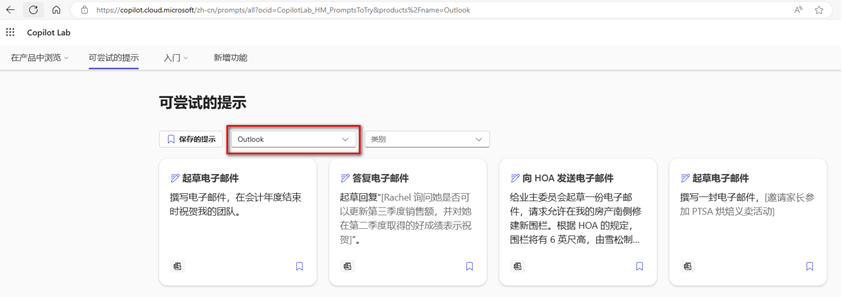 https://copilot.cloud.microsoft/zh-cn/prompts/all?ocid=CopilotLab_HM_PromptsToTry&products%2Fname=Outlook
Copilot Lab
在产品中浏览 可尝试的提示 入门 新增功能
可尝试的提示
保存的提示 Outlook 类别
起草电子邮件
撰写电子邮件，在会计年度结束
时祝贺我的团队。
答复电子邮件
起草回复“[Rachel 询问她是否可
以更新第三季度销售额，并对她
在第二季度取得的好成绩表示祝
贺]”。
向 HOA 发送电子邮件
给业主委员会起草一份电子邮
件，请求允许在我的房产南侧修
建新围栏。根据 HOA 的规定，
围栏将有 6 英尺高，由雪松制...
起草电子邮件
撰写一封电子邮件，[邀请家长参
加 PTSA 烘焙义卖活动]